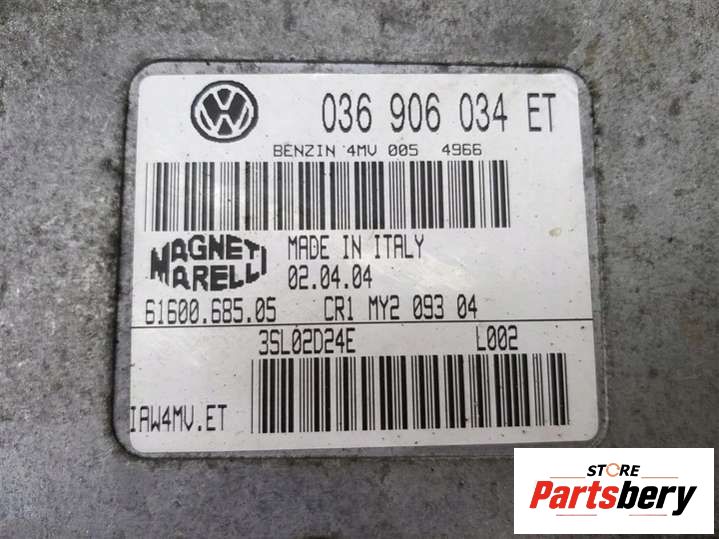 036 906 034 ET
BENZIN 4MV 005 4966
MAGNETI MADE IN ITALY
MARELLI 02.04.04
61600.685.05 CR1 MY2 093 04
3SL02D24E L002
IAW4MV.ET
STORE
Partsbery